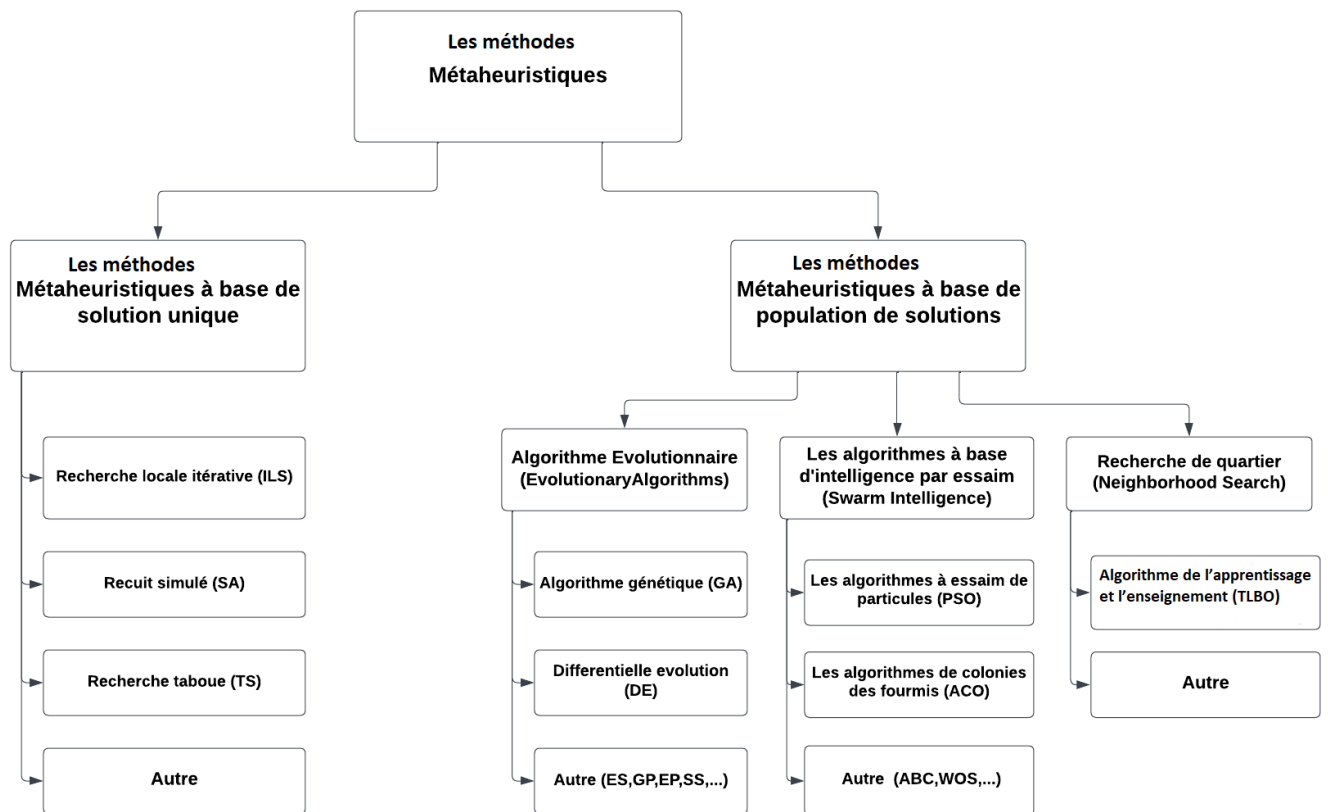 Les méthodes
Métaheuristiques
Les méthodes
Métaheuristiques à base de
solution unique
Les méthodes
Métaheuristiques à base de
population de solutions
Recherche locale itérative (ILS)
Recuit simulé (SA)
Recherche taboue (TS)
Autre
Algorithme Evolutionnaire
(EvolutionaryAlgorithms)
Algorithme génétique (GA)
Differentielle evolution
(DE)
Autre (ES,GP,EP,SS,...)
Les algorithmes à base
d'intelligence par essaim
(Swarm Intelligence)
Les algorithmes à essaim de
particules (PSO)
Les algorithmes de colonies
des fourmis (ACO)
Autre (ABC,WOS,...)
Recherche de quartier
(Neighborhood Search)
Algorithme de l’apprentissage
et l’enseignement (TLBO)
Autre